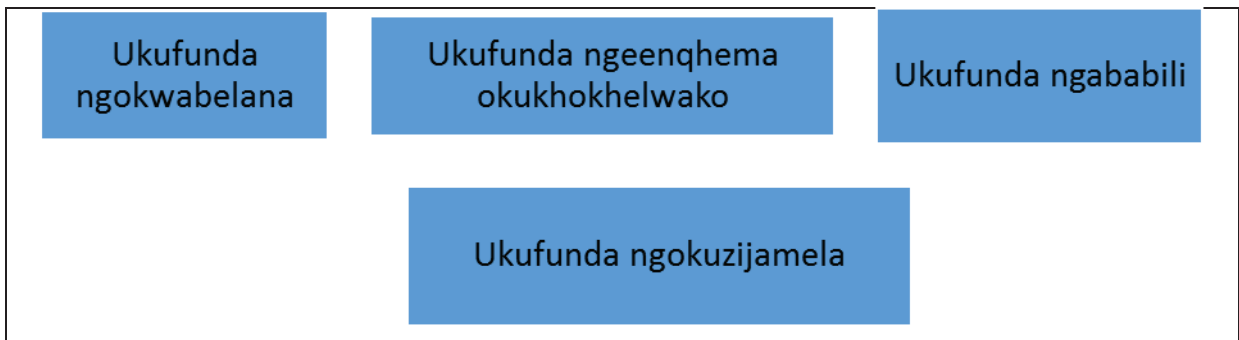 Ukufunda
ngokwabelana
Ukufunda ngeenqhema
okukhokhelwako
Ukufunda ngababili
Ukufunda ngokuzijamela